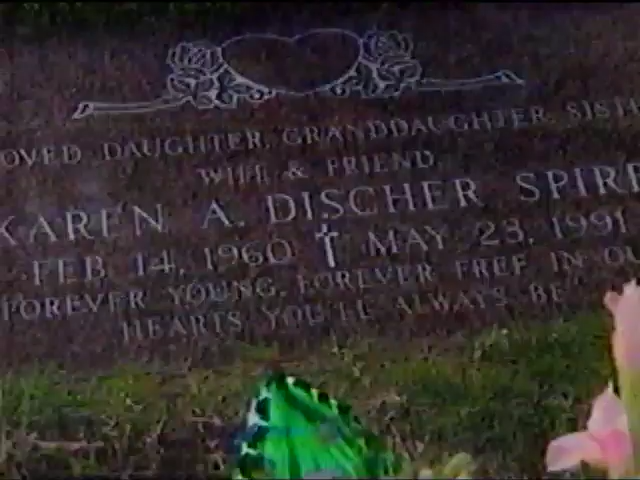 OVED DAUGHTER, GRANDDAUGHTER, SIST
WIFE & FRIEND
KAREN A. DISCHER SPIRE
FEB. 14, 1960 † MAY 23, 1991
FOREVER YOUNG, FOREVER FREE, IN OU
HEARTS YOU'LL ALWAYS BE